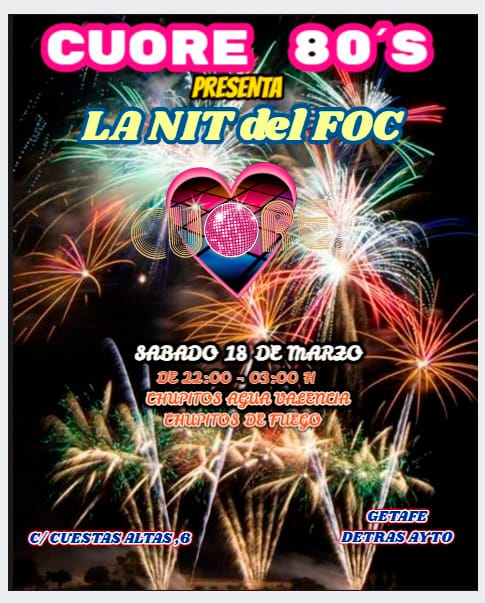 CUORE 80´S
PRESENTA
LA NIT del FOC
CUORE
SABADO 18 DE MARZO
DE 22:00 - 03:00 H
CHUPITOS AGUA VALENCIA
CHUPITOS DE FUEGO
C/ CUESTAS ALTAS ,6
GETAFE
DETRAS AYTO